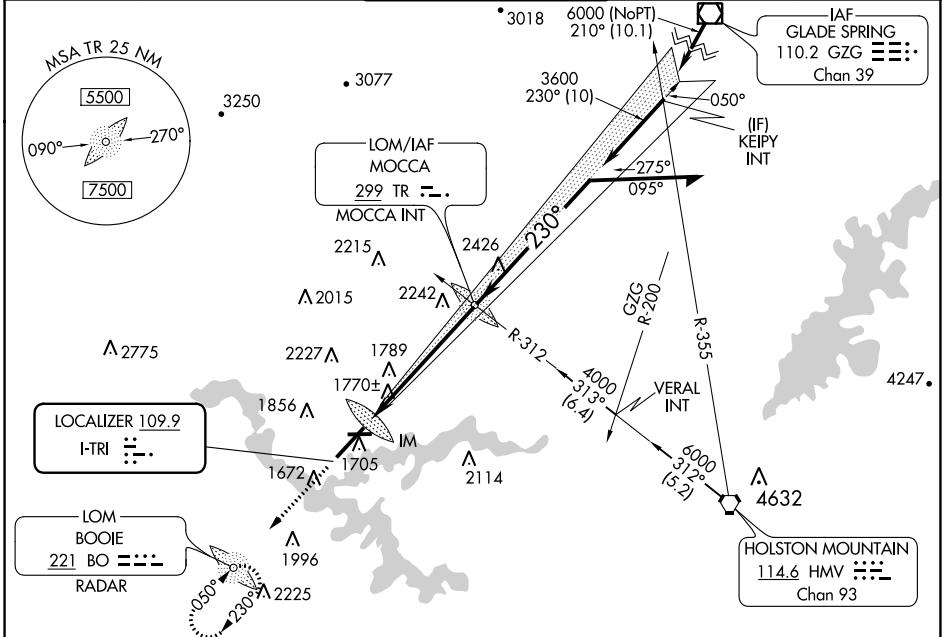 3018
6000 (NoPT)
210° (10.1)
IAF
GLADE SPRING
110.2 GZG
Chan 39
MSA TR 25 NM
5500
090°
270°
7500
3250
3077
3600
230° (10)
050°
(IF)
KEIPY
INT
LOM/IAF
MOCCA
299 TR
MOCCA INT
275°
095°
230°
2215
2426
2242
2015
GZG
R-200
R-355
R-312
2775
2227
1789
1770±
4000
313°
(6.4)
VERAL
INT
4247
1856
LOCALIZER 109.9
I-TRI
IM
1705
1672
2114
6000
312°
(5.2)
4632
LOM
BOOIE
221 BO
RADAR
1996
050°
230°
2225
HOLSTON MOUNTAIN
114.6 HMV
Chan 93